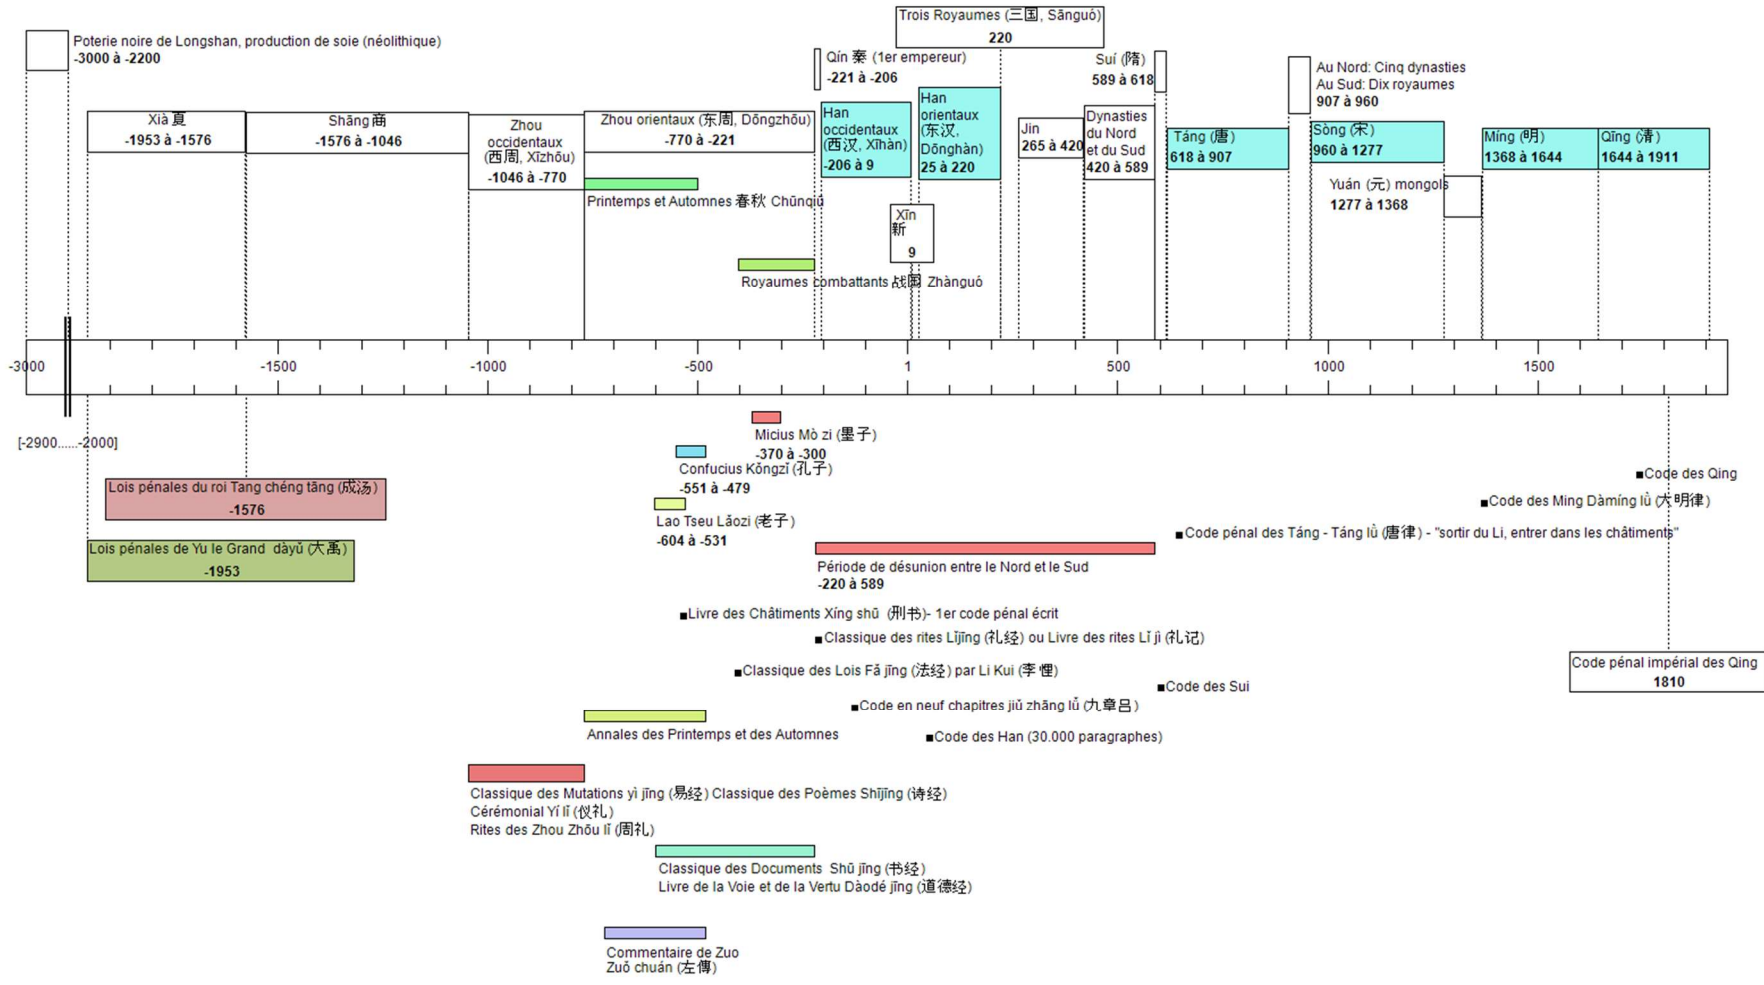 Poterie noire de Longshan, production de soie (néolithique)
-3000 à -2200
Trois Royaumes (三国, Sānguó)
220
Qín 秦 (1er empereur)
-221 à -206
Suí (隋)
589 à 618
Au Nord: Cinq dynasties
Au Sud: Dix royaumes
907 à 960
Xià 夏
-1953 à -1576
Shāng 商
-1576 à -1046
Zhou
occidentaux
(西周, Xīzhōu)
-1046 à -770
Zhou orientaux (东周, Dōngzhōu)
-770 à -221
Han
occidentaux
(西汉, Xīhàn)
-206 à 9
Han
orientaux
(东汉,
Dōnghàn)
25 à 220
Jin
265 à 420
Dynasties
du Nord
et du Sud
420 à 589
Táng (唐)
618 à 907
Sòng (宋)
960 à 1277
Míng (明)
1368 à 1644
Qīng (清)
1644 à 1911
Yuán (元) mongols
1277 à 1368
Printemps et Automnes 春秋 Chūnqiū
Xīn
新
9
Royaumes combattants 战国 Zhànguó
-3000
-1500
-1000
-500
1
500
1000
1500
[-2900......-2000]
Micius Mò zi (墨子)
-370 à -300
Confucius Kǒngzǐ (孔子)
-551 à -479
Lao Tseu Lǎozi (老子)
-604 à -531
Lois pénales du roi Tang chéng tāng (成汤)
-1576
Lois pénales de Yu le Grand dàyǔ (大禹)
-1953
Code des Qing
Code des Ming Dàmíng lǜ (大明律)
Code pénal des Táng - Táng lǜ (唐律) - "sortir du Li, entrer dans les châtiments"
Période de désunion entre le Nord et le Sud
-220 à 589
Livre des Châtiments Xíng shū (刑书)- 1er code pénal écrit
Classique des rites Lǐjīng (礼经) ou Livre des rites Lǐ jì (礼记)
Classique des Lois Fǎ jīng (法经) par Li Kui (李悝)
Code des Sui
Code pénal impérial des Qing
1810
Code en neuf chapitres jiǔ zhāng lǜ (九章吕)
Annales des Printemps et des Automnes
Code des Han (30.000 paragraphes)
Classique des Mutations yì jīng (易经) Classique des Poèmes Shījīng (诗经)
Cérémonial Yí lǐ (仪礼)
Rites des Zhou Zhōu lǐ (周礼)
Classique des Documents Shū jīng (书经)
Livre de la Voie et de la Vertu Dàodé jīng (道德经)
Commentaire de Zuo
Zuǒ chuán (左傳)